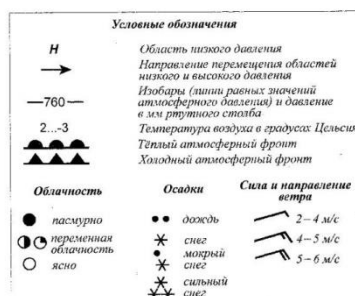 Условные обозначения
Н
Область низкого давления
Направление перемещения областей
низкого и высокого давления
—760—
Изобары (линии равных значений
атмосферного давления) и давление
в мм ртутного столба
2...-3
Температура воздуха в градусах Цельсия
Тёплый атмосферный фронт
Холодный атмосферный фронт
Облачность
Осадки
Сила и направление
ветра
пасмурно
дождь
2–4 м/с
переменная
облачность
снег
4–5 м/с
мокрый
снег
5–6 м/с
ясно
сильный
снег